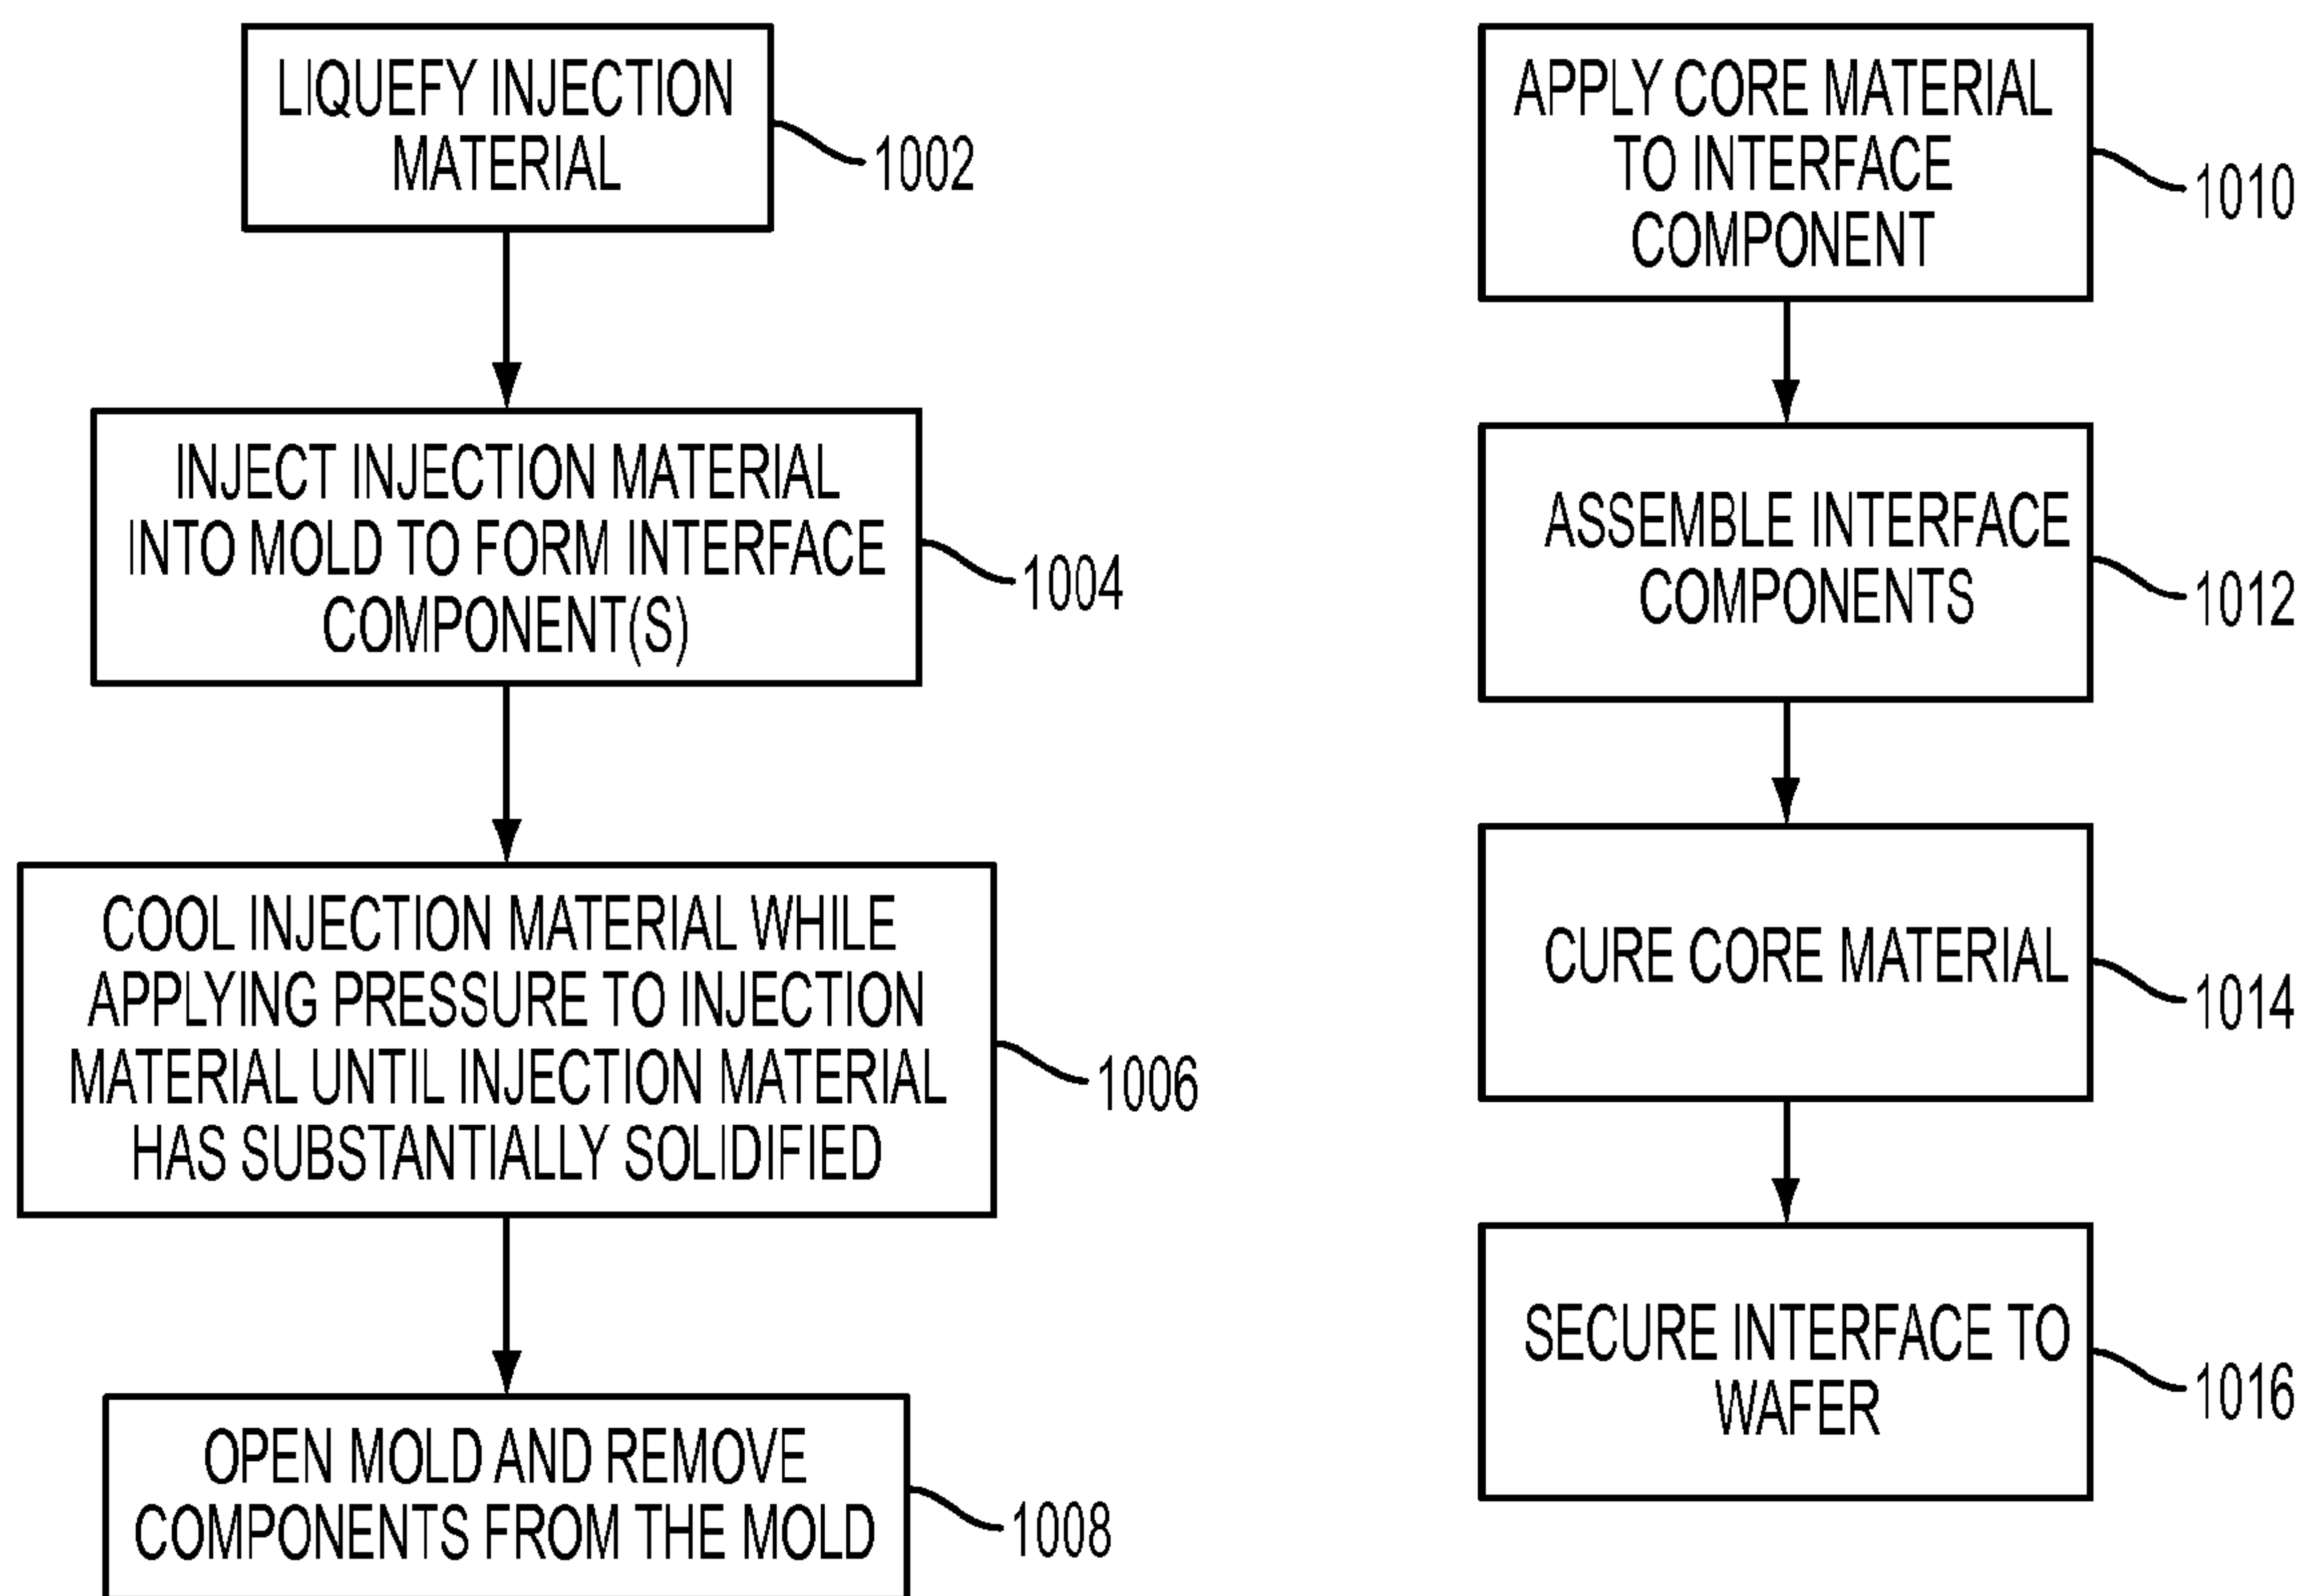 LIQUEFY INJECTION
MATERIAL
1002
INJECT INJECTION MATERIAL
INTO MOLD TO FORM INTERFACE
COMPONENT(S)
1004
COOL INJECTION MATERIAL WHILE
APPLYING PRESSURE TO INJECTION
MATERIAL UNTIL INJECTION MATERIAL
HAS SUBSTANTIALLY SOLIDIFIED
1006
OPEN MOLD AND REMOVE
COMPONENTS FROM THE MOLD
1008
APPLY CORE MATERIAL
TO INTERFACE
COMPONENT
1010
ASSEMBLE INTERFACE
COMPONENTS
1012
CURE CORE MATERIAL
1014
SECURE INTERFACE TO
WAFER
1016